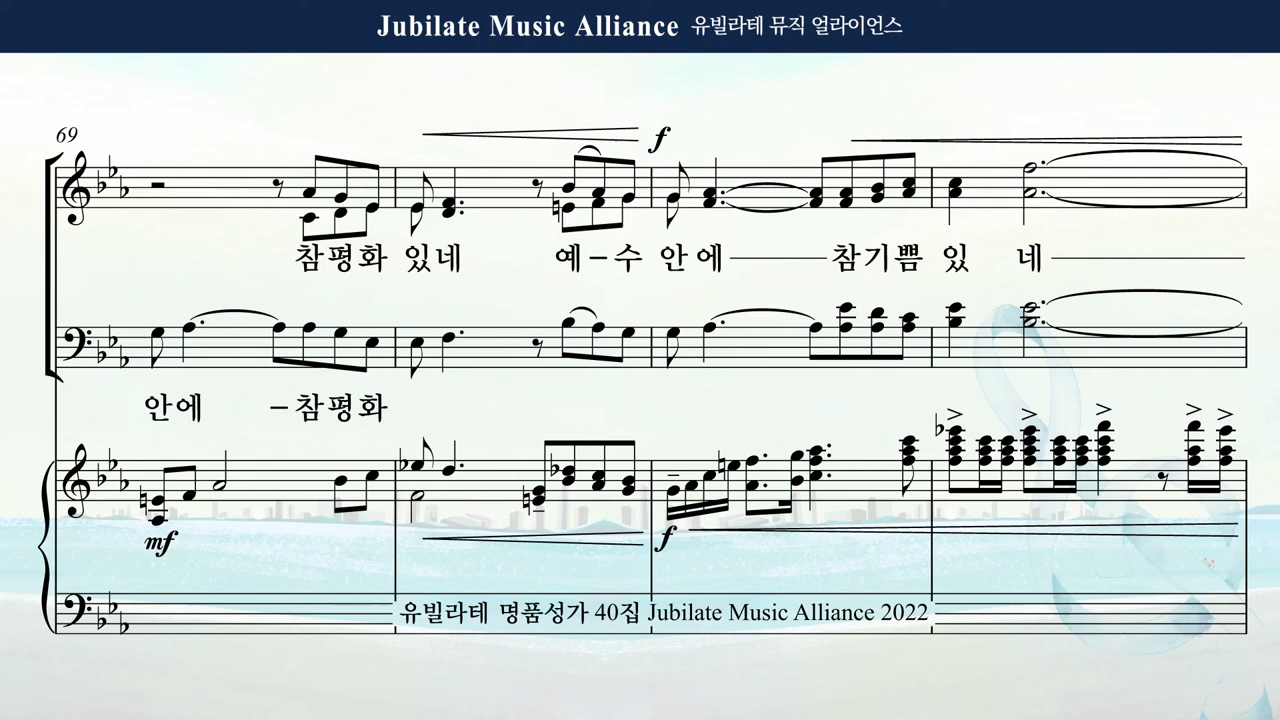 Jubilate Music Alliance 유빌라테 뮤직 얼라이언스
69
f
참평화 있네 예–수 안에 참기쁨 있 네
안에 –참평화
mf f
유빌라테 명품성가 40집 Jubilate Music Alliance 2022